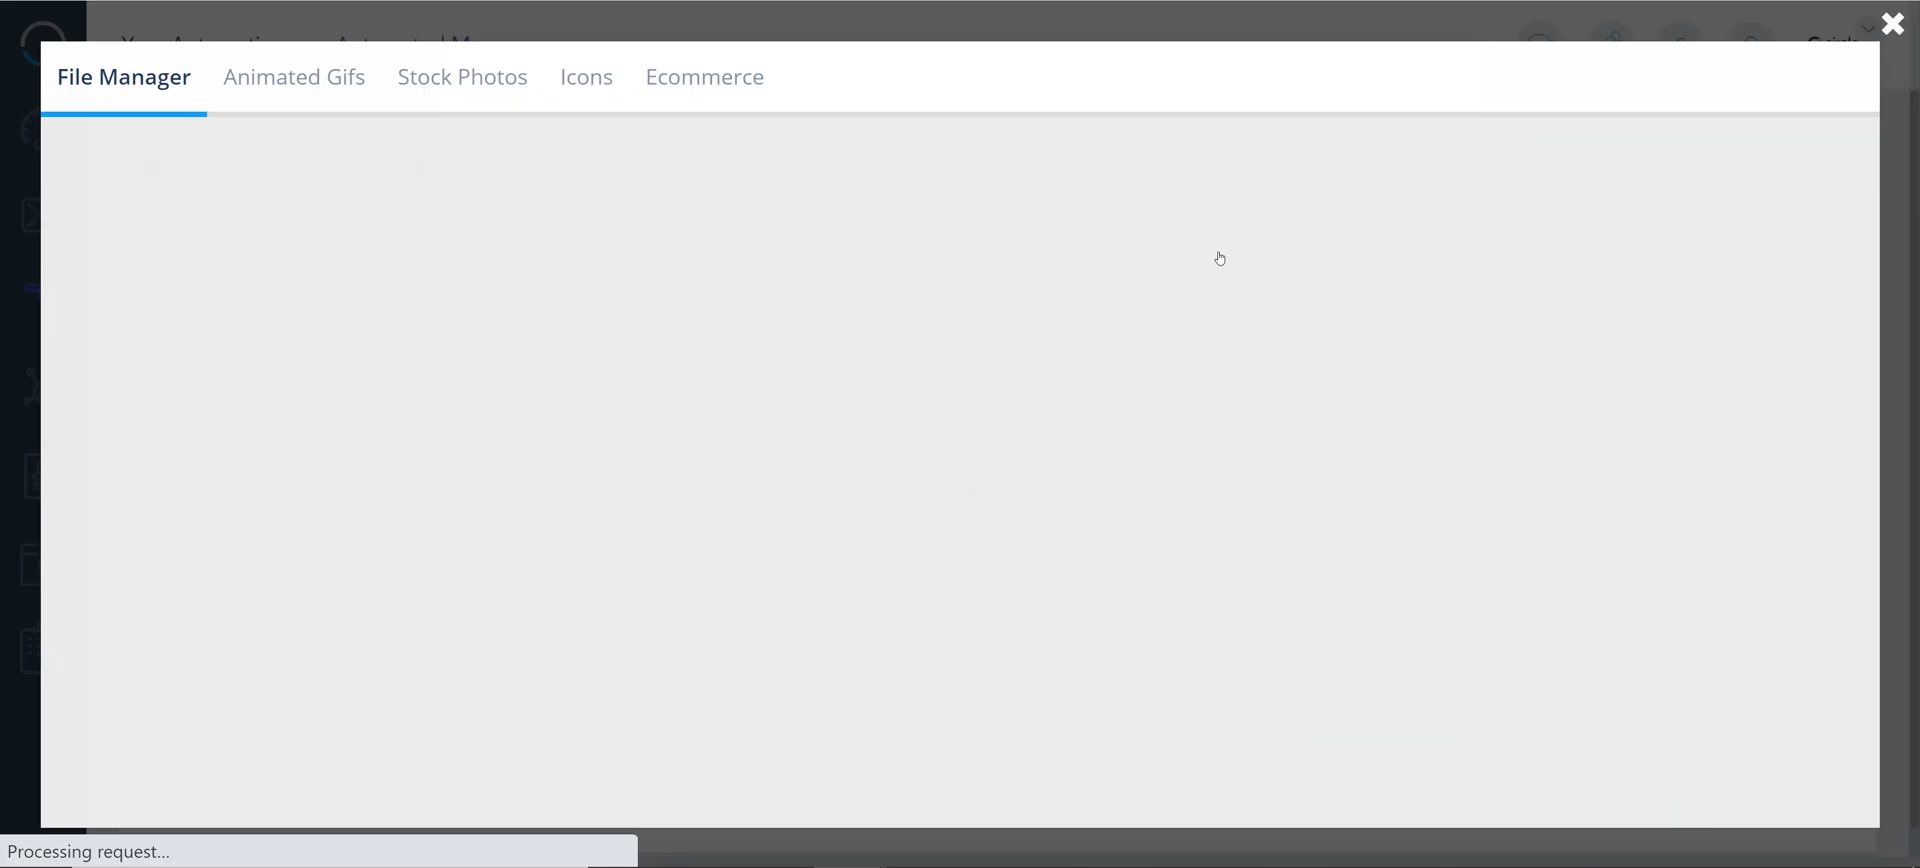 File Manager Animated Gifs Stock Photos Icons Ecommerce
Processing request...